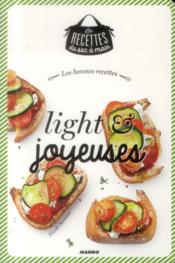 Les
RECETTES
du sac à main
Les bonnes recettes
light &
joyeuses
MANGO